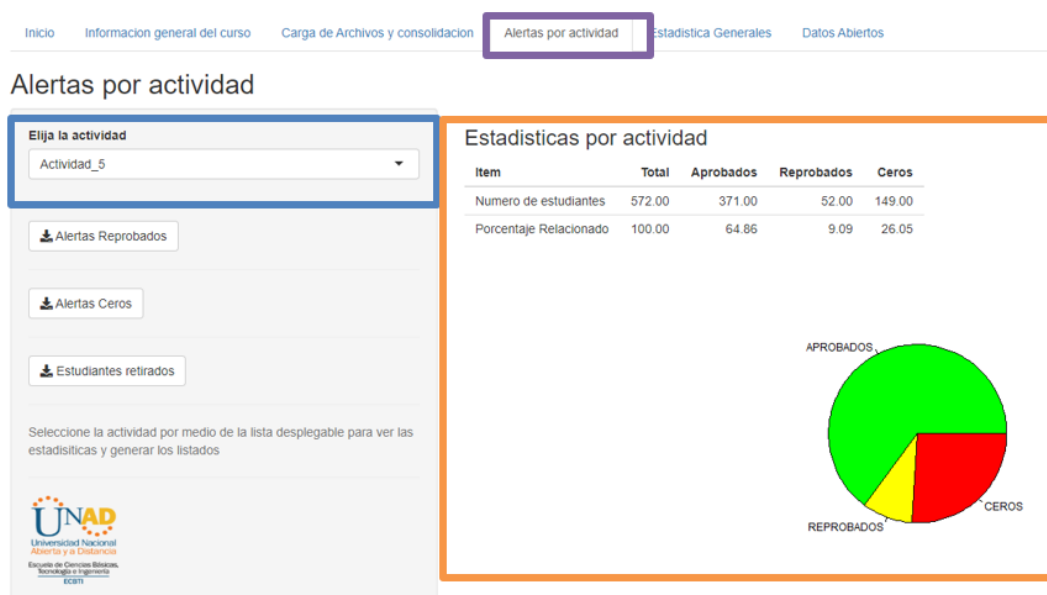 Inicio Informacion general del curso Carga de Archivos y consolidacion Alertas por actividad Estadistica Generales Datos Abiertos
Alertas por actividad
Elija la actividad
Actividad_5
Alertas Reprobados
Alertas Ceros
Estudiantes retirados
Seleccione la actividad por medio de la lista desplegable para ver las
estadisiticas y generar los listados
UNAD
Universidad Nacional
Abierta y a Distancia
Escuela de Ciencias Básicas,
Tecnología e Ingeniería
ECBTI
Estadisticas por actividad
Item Total Aprobados Reprobados Ceros
Numero de estudiantes 572.00 371.00 52.00 149.00
Porcentaje Relacionado 100.00 64.86 9.09 26.05
APROBADOS
CEROS
REPROBADOS